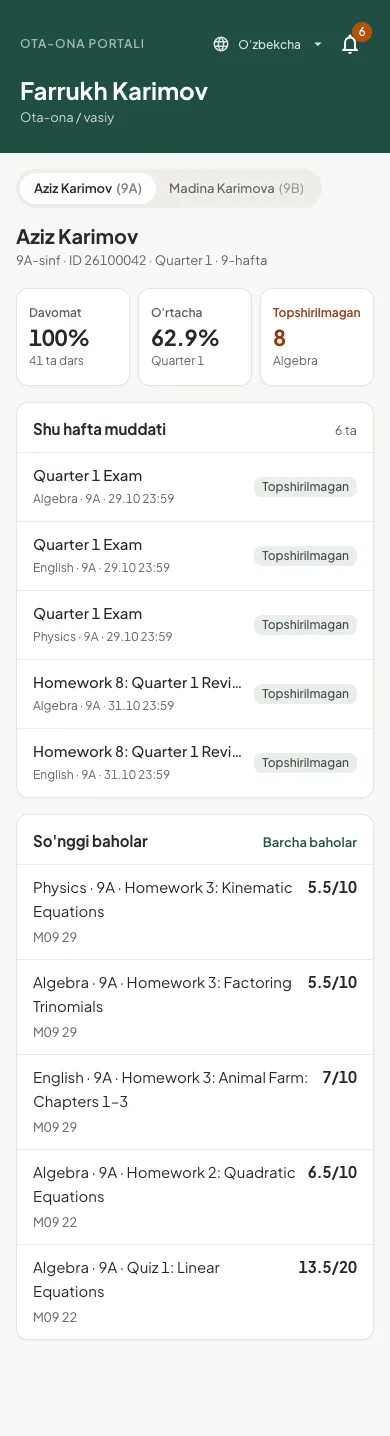 OTA-ONA PORTALI
O'zbekcha
6
Farrukh Karimov
Ota-ona / vasiy
Aziz Karimov (9A)
Madina Karimova (9B)
Aziz Karimov
9A-sinf · ID 26100042 · Quarter 1 · 9-hafta
Davomat
100%
41 ta dars
O'rtacha
62.9%
Quarter 1
Topshirilmagan
8
Algebra
Shu hafta muddati
6 ta
Quarter 1 Exam
Algebra · 9A · 29.10 23:59
Topshirilmagan
Quarter 1 Exam
English · 9A · 29.10 23:59
Topshirilmagan
Quarter 1 Exam
Physics · 9A · 29.10 23:59
Topshirilmagan
Homework 8: Quarter 1 Revi...
Algebra · 9A · 31.10 23:59
Topshirilmagan
Homework 8: Quarter 1 Revi...
English · 9A · 31.10 23:59
Topshirilmagan
So'nggi baholar
Barcha baholar
Physics · 9A · Homework 3: Kinematic
Equations
5.5/10
M09 29
Algebra · 9A · Homework 3: Factoring
Trinomials
5.5/10
M09 29
English · 9A · Homework 3: Animal Farm:
Chapters 1–3
7/10
M09 29
Algebra · 9A · Homework 2: Quadratic
Equations
6.5/10
M09 22
Algebra · 9A · Quiz 1: Linear
Equations
13.5/20
M09 22